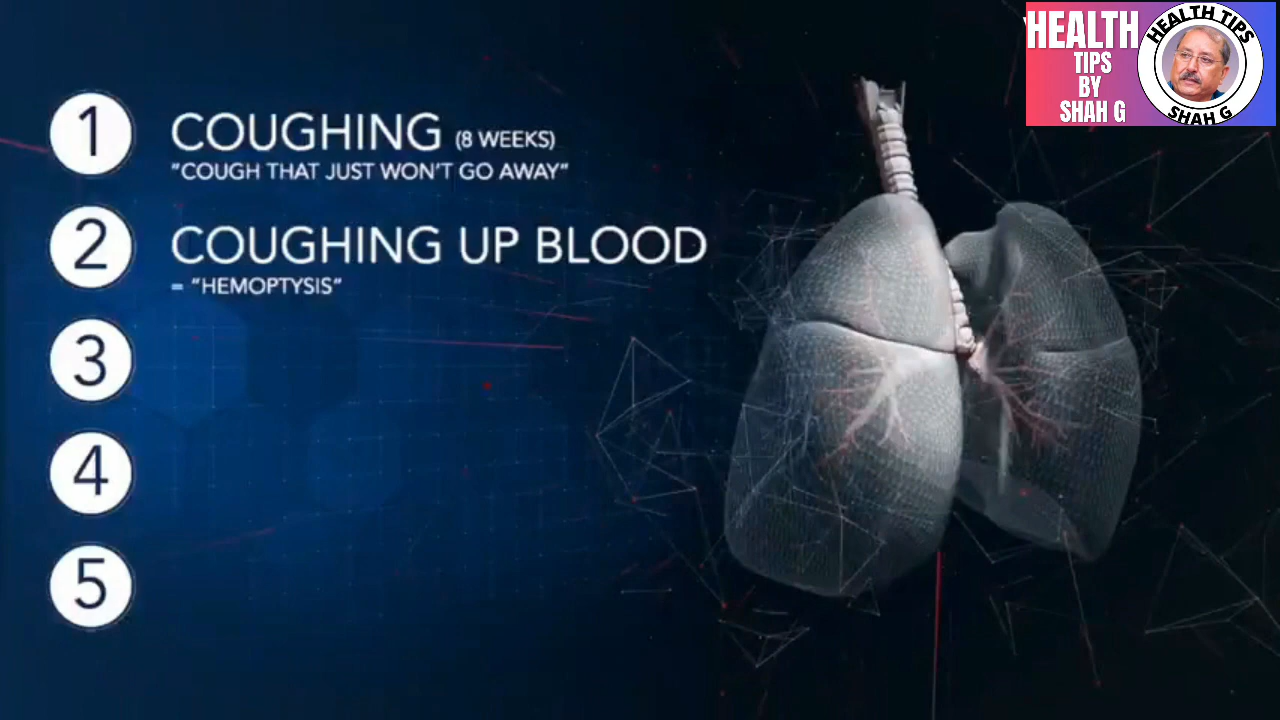 1 COUGHING (8 WEEKS)
"COUGH THAT JUST WON'T GO AWAY"
2 COUGHING UP BLOOD
= "HEMOPTYSIS"
3
4
5
HEALTH
TIPS
BY
SHAH G
HEALTH TIPS
SHAH G